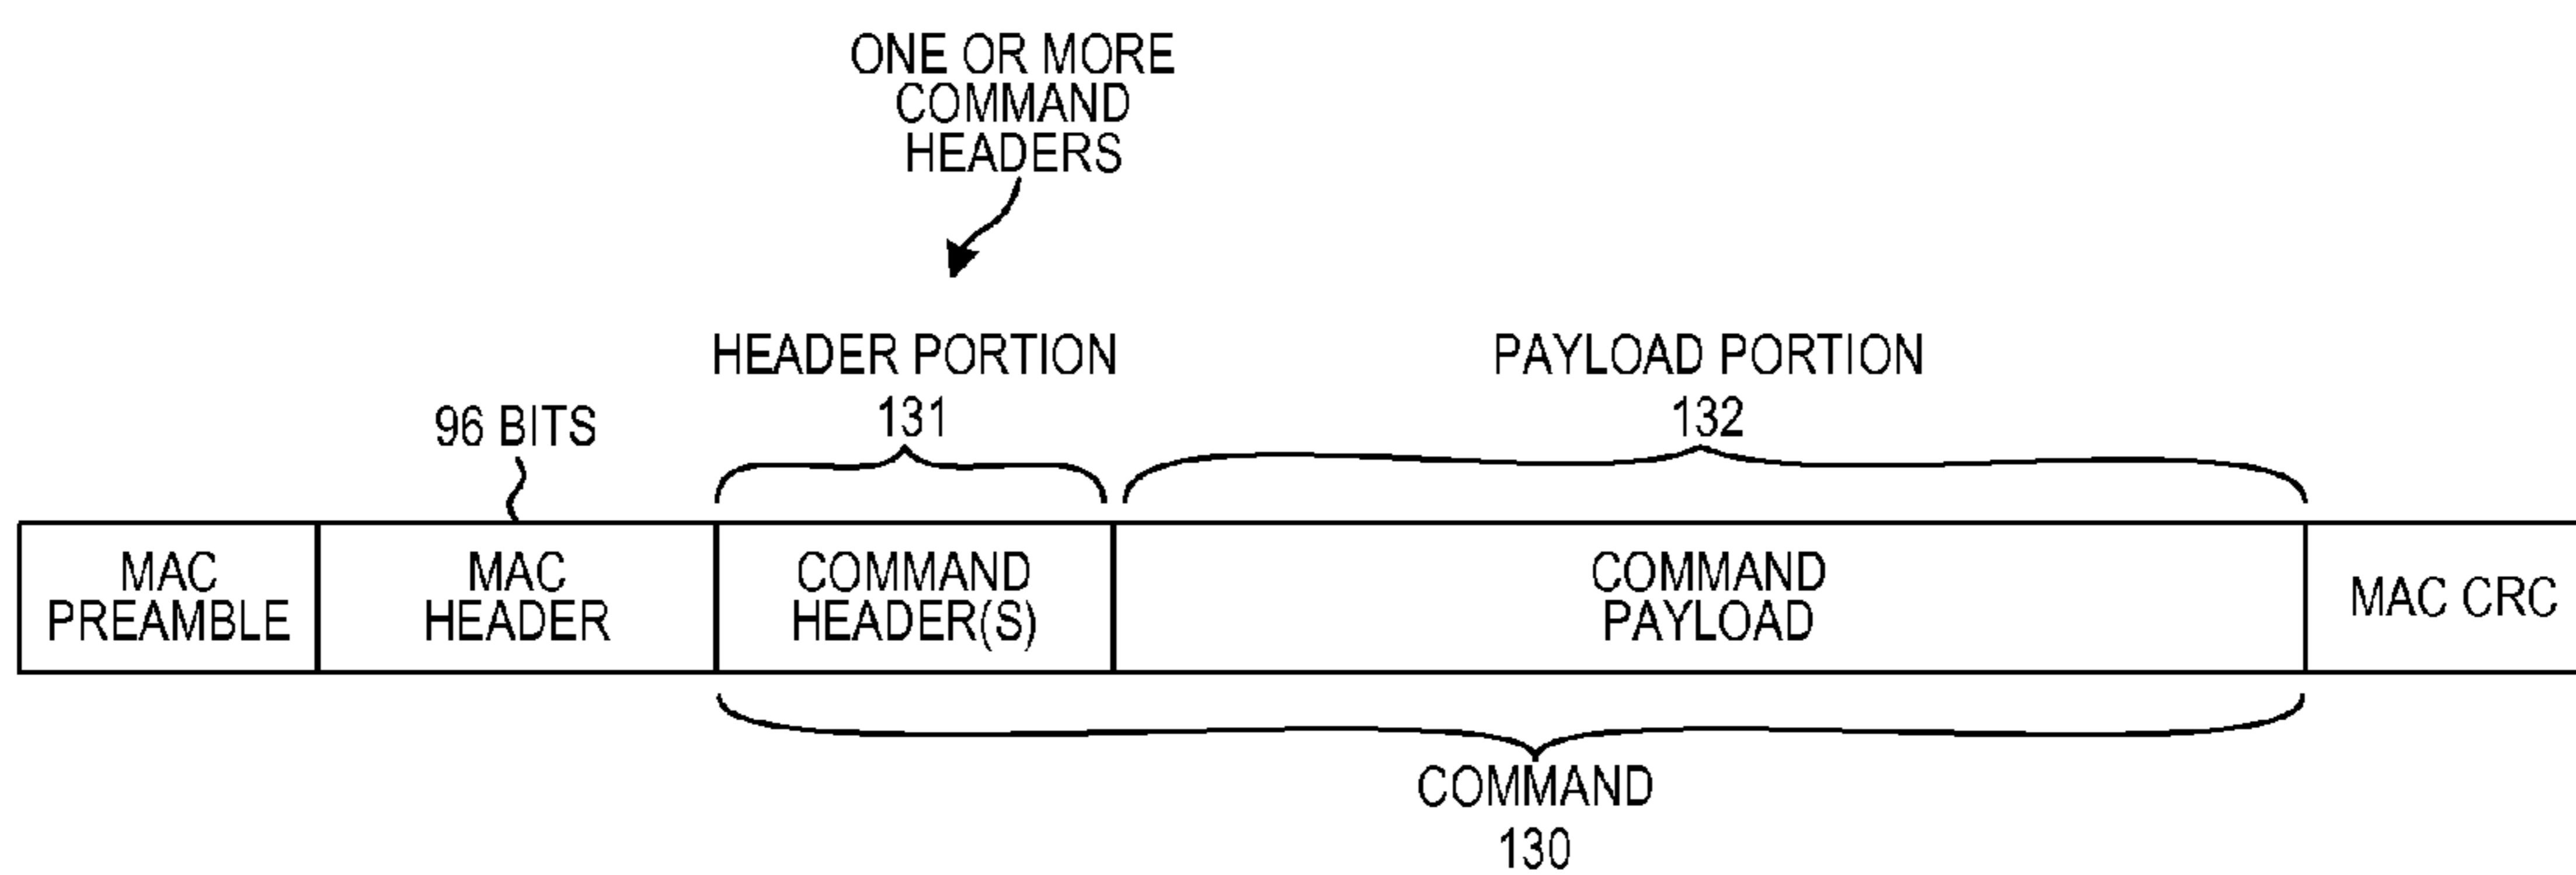 ONE OR MORE
COMMAND
HEADERS
HEADER PORTION
131
PAYLOAD PORTION
132
96 BITS
MAC
PREAMBLE
MAC
HEADER
COMMAND
HEADER(S)
COMMAND
PAYLOAD
MAC CRC
COMMAND
130